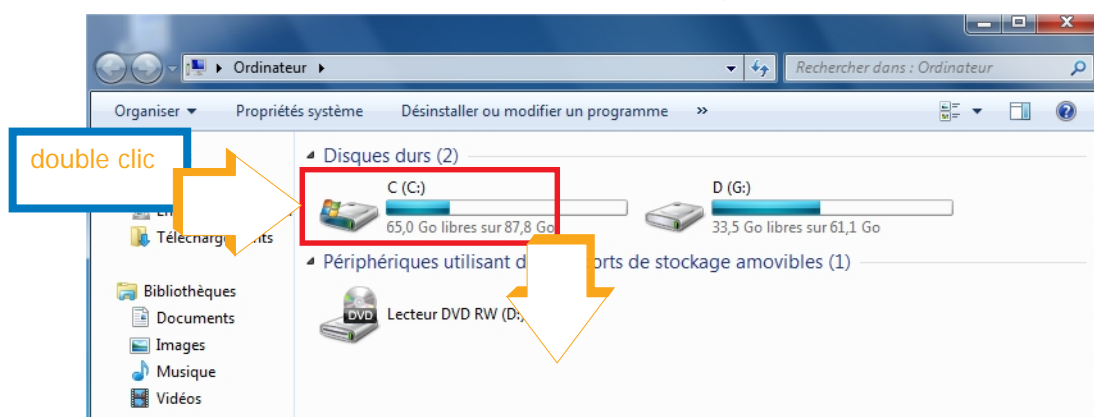 Ordinateur
Rechercher dans : Ordinateur
Organiser
Propriétés système
Désinstaller ou modifier un programme
»
double clic
Disques durs (2)
C (C:)
65,0 Go libres sur 87,8 Go
D (G:)
33,5 Go libres sur 61,1 Go
Périphériques utilisant d orts de stockage amovibles (1)
Lecteur DVD RW (D:)
DVD
Bibliothèques
Documents
Images
Musique
Vidéos